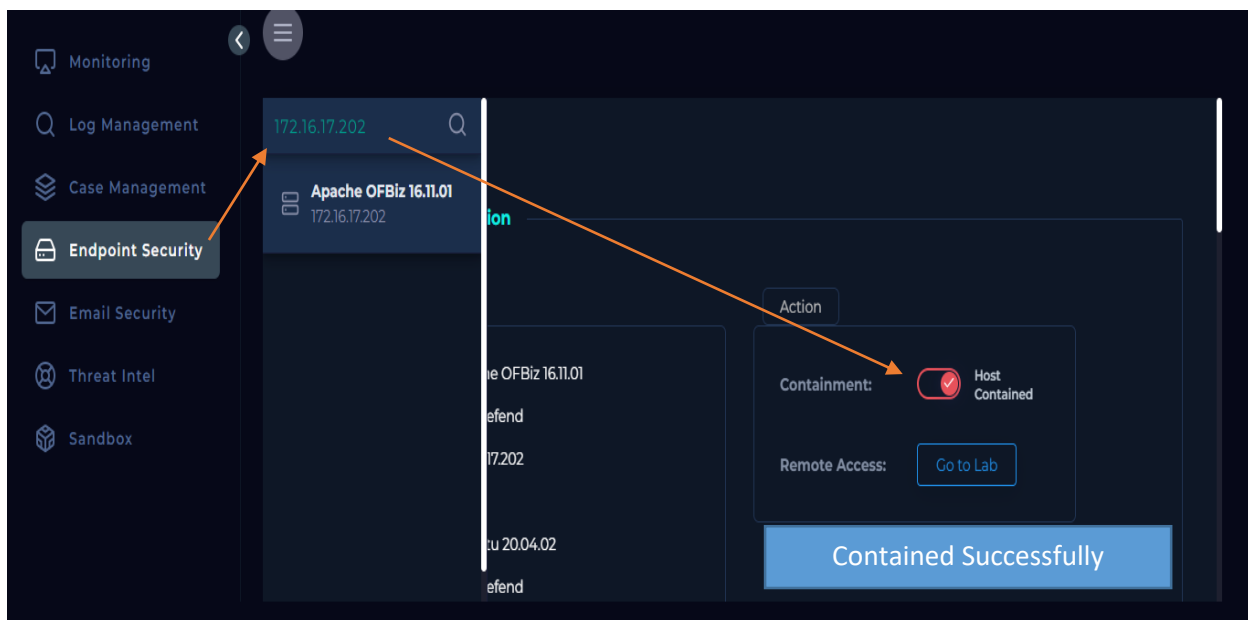 Monitoring
Log Management
Case Management
Endpoint Security
Email Security
Threat Intel
Sandbox
172.16.17.202
Apache OFBiz 16.11.01
172.16.17.202
ion
ne OFBiz 16.11.01
efend
17.202
tu 20.04.02
efend
Action
Containment:
Host
Contained
Remote Access:
Go to Lab
Contained Successfully